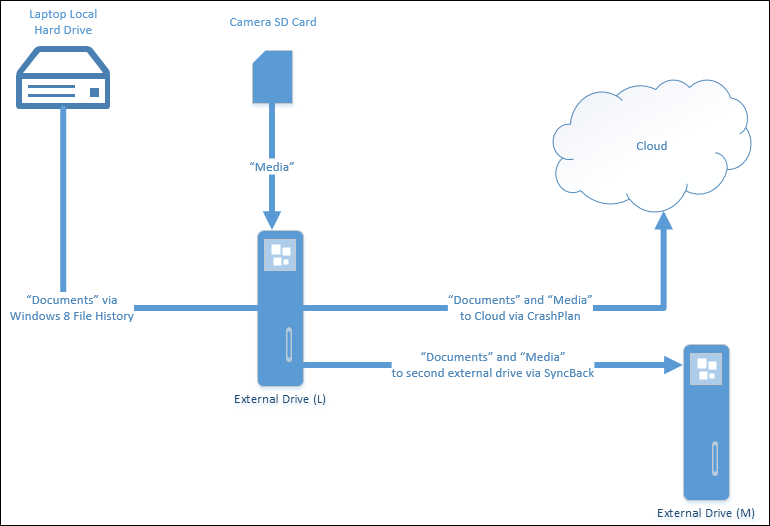 Laptop Local
Hard Drive
Camera SD Card
“Media”
Cloud
“Documents” via
Windows 8 File History
“Documents” and “Media”
to Cloud via CrashPlan
“Documents” and “Media”
to second external drive via SyncBack
External Drive (L)
External Drive (M)